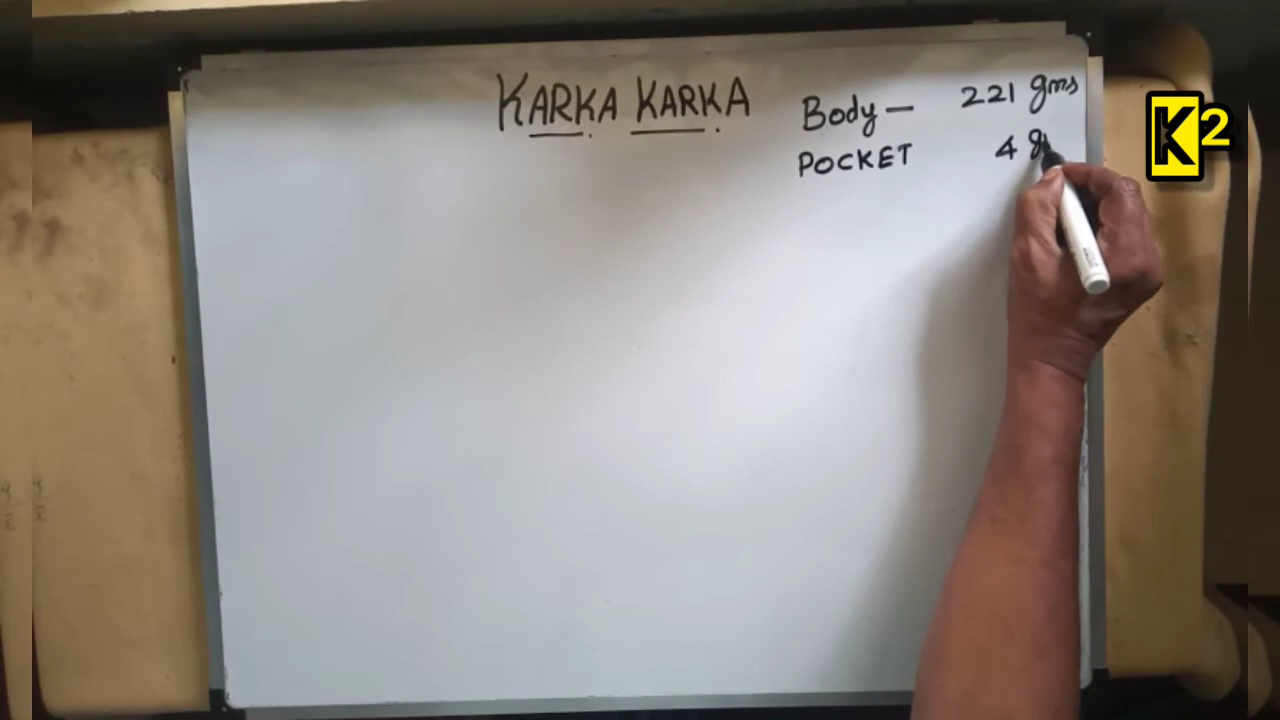 KARKA KARKA
Body — 221 gms
POCKET 4 g
K2